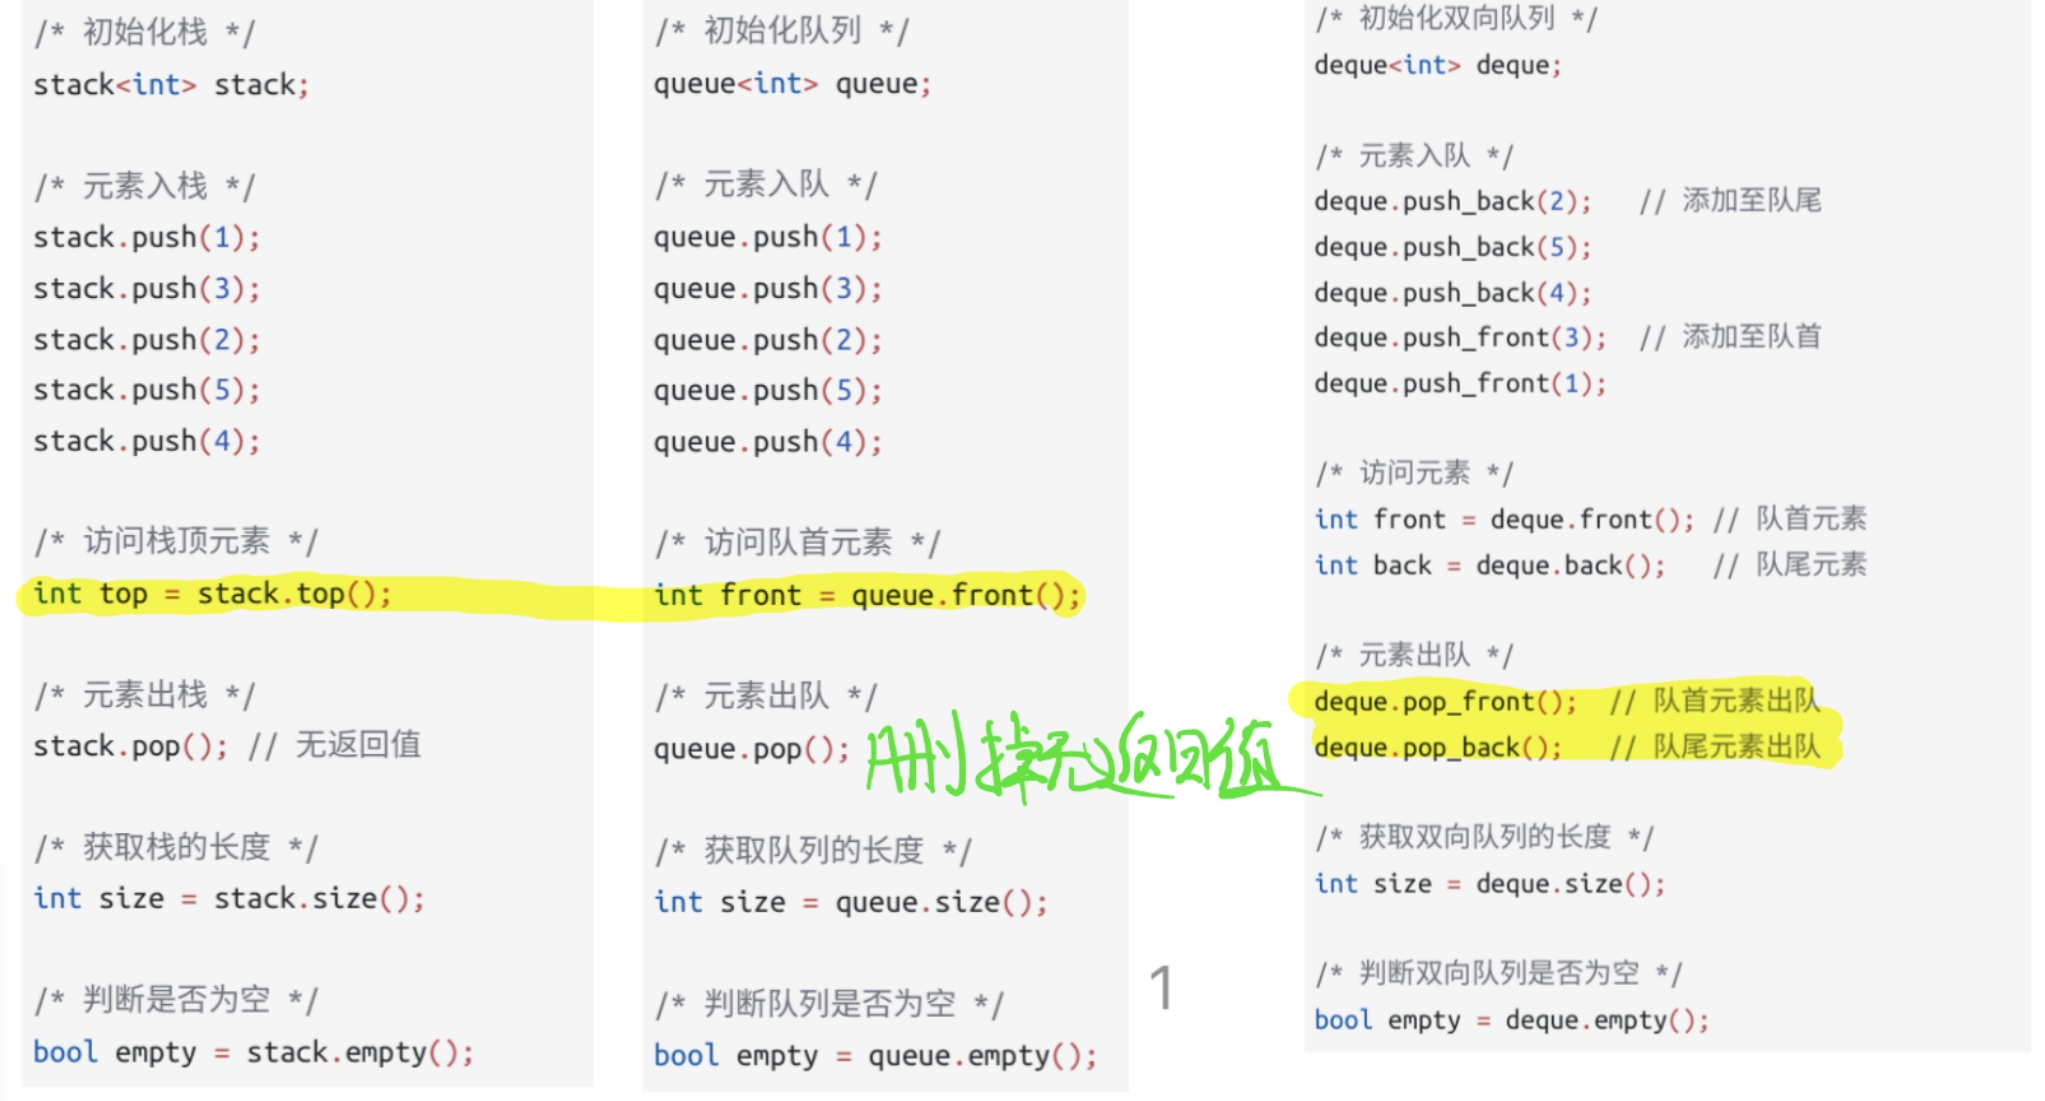 /* 初始化栈 */
stack<int> stack;
/* 元素入栈 */
stack.push(1);
stack.push(3);
stack.push(2);
stack.push(5);
stack.push(4);
/* 访问栈顶元素 */
int top = stack.top();
/* 元素出栈 */
stack.pop(); // 无返回值
/* 获取栈的长度 */
int size = stack.size();
/* 判断是否为空 */
bool empty = stack.empty();
/* 初始化队列 */
queue<int> queue;
/* 元素入队 */
queue.push(1);
queue.push(3);
queue.push(2);
queue.push(5);
queue.push(4);
/* 访问队首元素 */
int front = queue.front();
/* 元素出队 */
queue.pop(); 删掉无返回值
/* 获取队列的长度 */
int size = queue.size();
/* 判断队列是否为空 */
bool empty = queue.empty();
1
/* 初始化双向队列 */
deque<int> deque;
/* 元素入队 */
deque.push_back(2); // 添加至队尾
deque.push_back(5);
deque.push_back(4);
deque.push_front(3); // 添加至队首
deque.push_front(1);
/* 访问元素 */
int front = deque.front(); // 队首元素
int back = deque.back(); // 队尾元素
/* 元素出队 */
deque.pop_front(); // 队首元素出队
deque.pop_back(); // 队尾元素出队
/* 获取双向队列的长度 */
int size = deque.size();
/* 判断双向队列是否为空 */
bool empty = deque.empty();